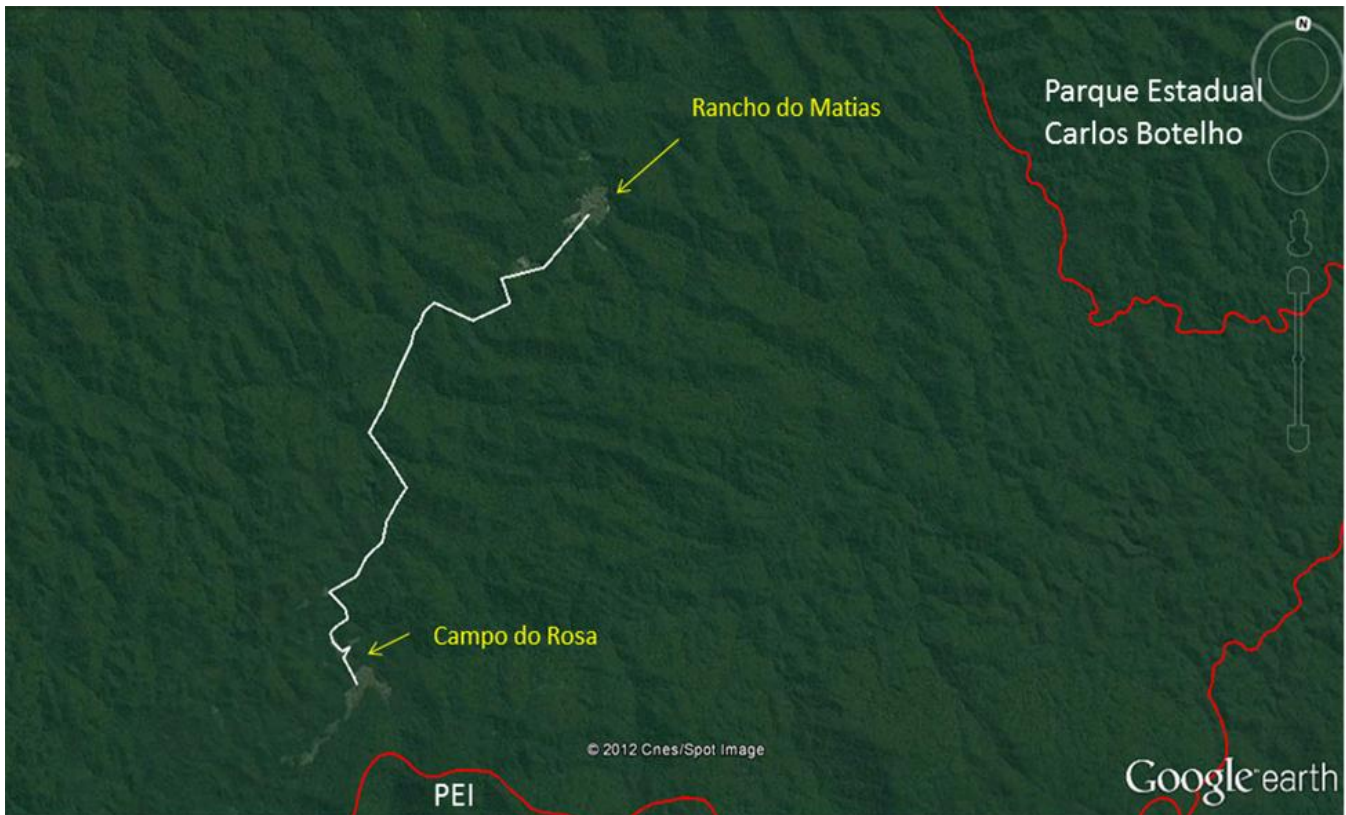 N
Parque Estadual
Carlos Botelho
Rancho do Matias
Campo do Rosa
© 2012 Cnes/Spot Image
PEI
Google earth